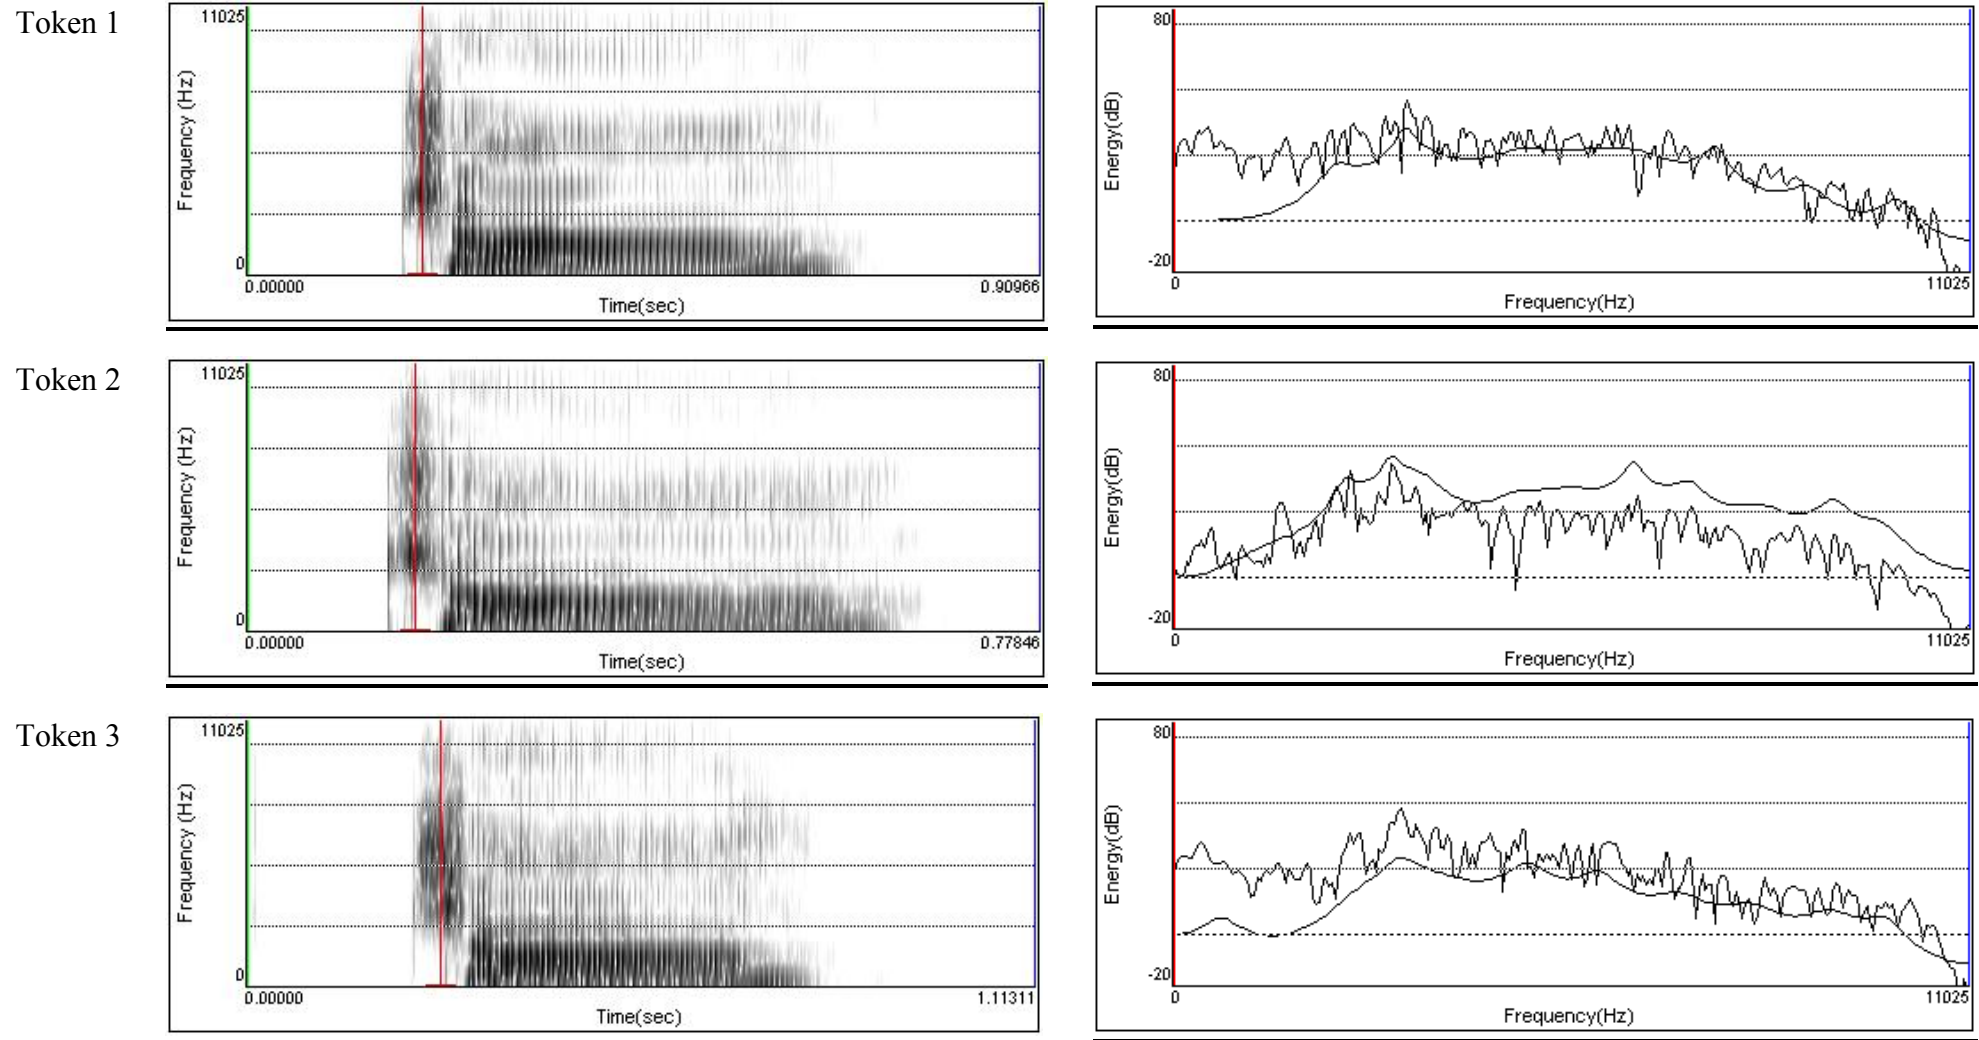 Token 1
11025
Frequency (Hz)
0
0.00000
0.90966
Time(sec)
80
Energy(dB)
-20
0
11025
Frequency(Hz)
Token 2
11025
Frequency (Hz)
0
0.00000
0.77846
Time(sec)
80
Energy(dB)
-20
0
11025
Frequency(Hz)
Token 3
11025
Frequency (Hz)
0
0.00000
1.11311
Time(sec)
80
Energy(dB)
-20
0
11025
Frequency(Hz)